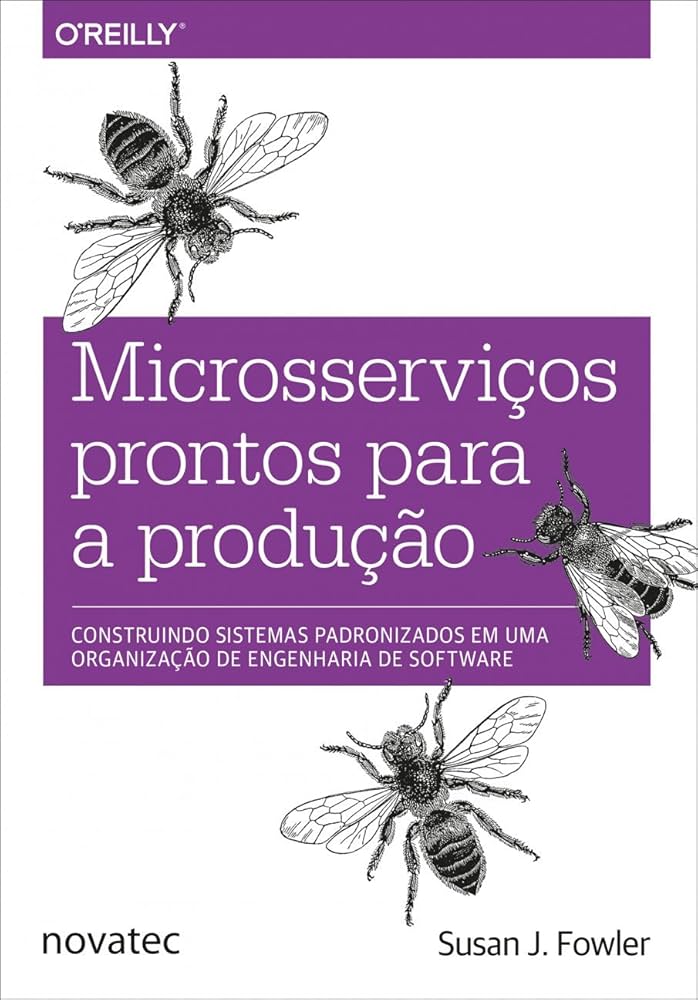 O'REILLY®
Microsserviços
prontos para
a produção
CONSTRUINDO SISTEMAS PADRONIZADOS EM UMA
ORGANIZAÇÃO DE ENGENHARIA DE SOFTWARE
novatec
Susan J. Fowler